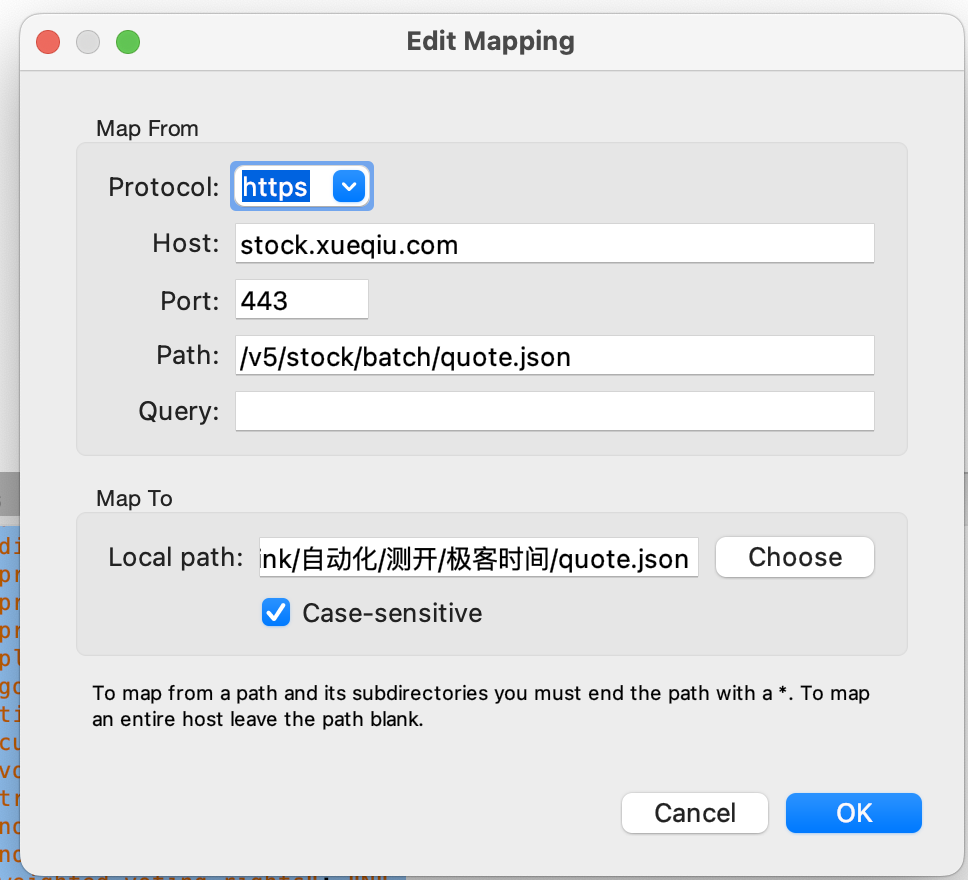 Edit Mapping
Map From
Protocol: https
Host: stock.xueqiu.com
Port: 443
Path: /v5/stock/batch/quote.json
Query:
Map To
Local path: ink/自动化/测开/极客时间/quote.json Choose
Case-sensitive
To map from a path and its subdirectories you must end the path with a *. To map
an entire host leave the path blank.
Cancel OK